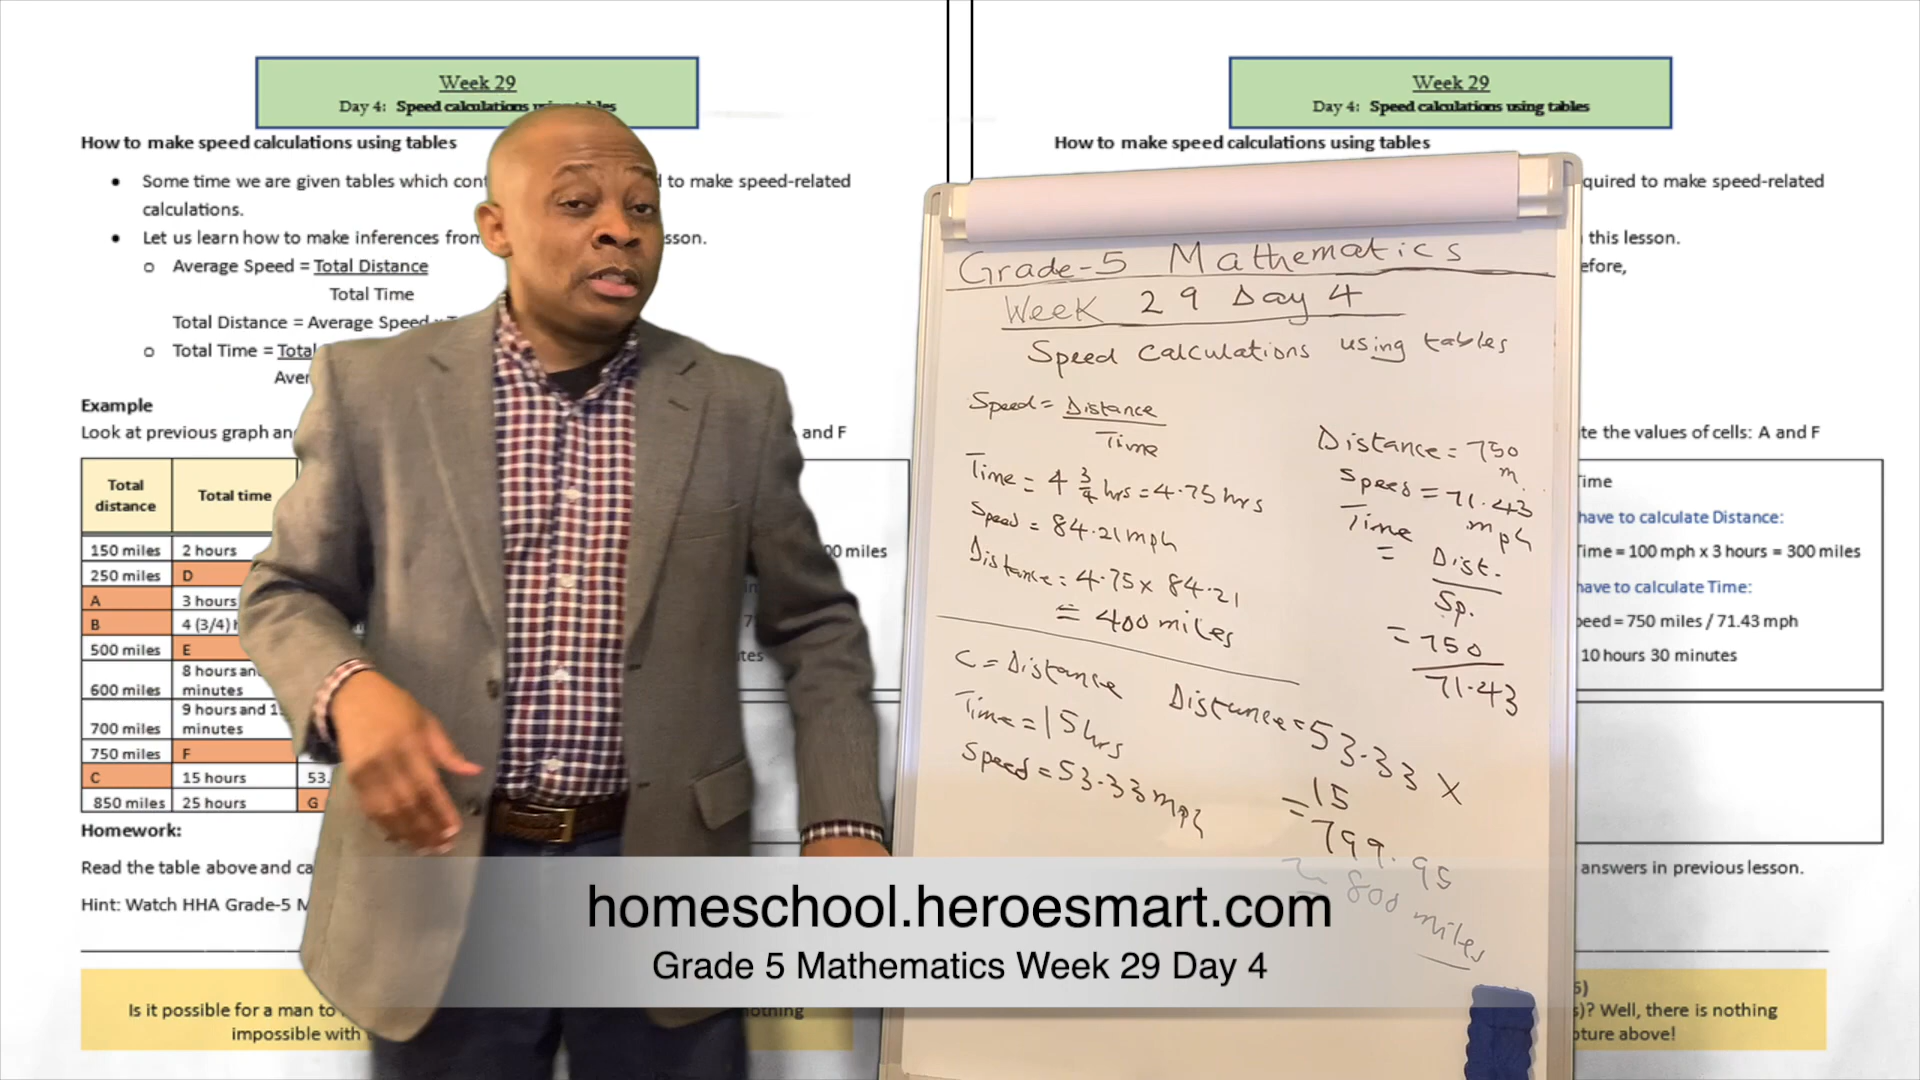 Week 29
Day 4: Speed calculations using tables
How to make speed calculations using tables
Some time we are given tables which
to make speed-related
calculations.
Let us learn how to make inferences from
sson.
Average Speed = Total Distance
Total Time
Total Distance = Average Speed
Total Time = Total
Example
Look at previous graph
and F
Total distance
Total time
150 miles 2 hours
00 miles
250 miles D
A 3 hours
B 4 (3/4)
500 miles E
8 hours
600 miles minutes
9 hours and
700 miles minutes
750 miles F
C 15 hours 53.
850 miles 25 hours G
Homework:
Read the table above and
Hint: Watch HHA Grade-5
Is it possible for a man to
impossible with
Week 29
Day 4: Speed calculations using tables
How to make speed calculations using tables
quired to make speed-related
this lesson.
efore,
te the values of cells: A and F
ime
have to calculate Distance:
Time = 100 mph x 3 hours = 300 miles
have to calculate Time:
peed = 750 miles / 71.43 mph
10 hours 30 minutes
answers in previous lesson.
)? Well, there is nothing
pture above!
Grade-5 Mathematics
Week 29 Day 4
Speed calculations using tables
Speed = Distance
Time
Time = 4 3/4 hrs = 4.75 hrs
Speed = 84.21 mph
Distance = 4.75 x 84.21
= 400 miles
Distance = 750
m
Speed = 71.43
mph
Time
= Dist.
Sp.
= 750
71.43
C = Distance
Time = 15 hrs
Speed = 53.33 mph
Distance = 53.33 x
15
= 799.95
≈ 800 miles
homeschool.heroesmart.com
Grade 5 Mathematics Week 29 Day 4